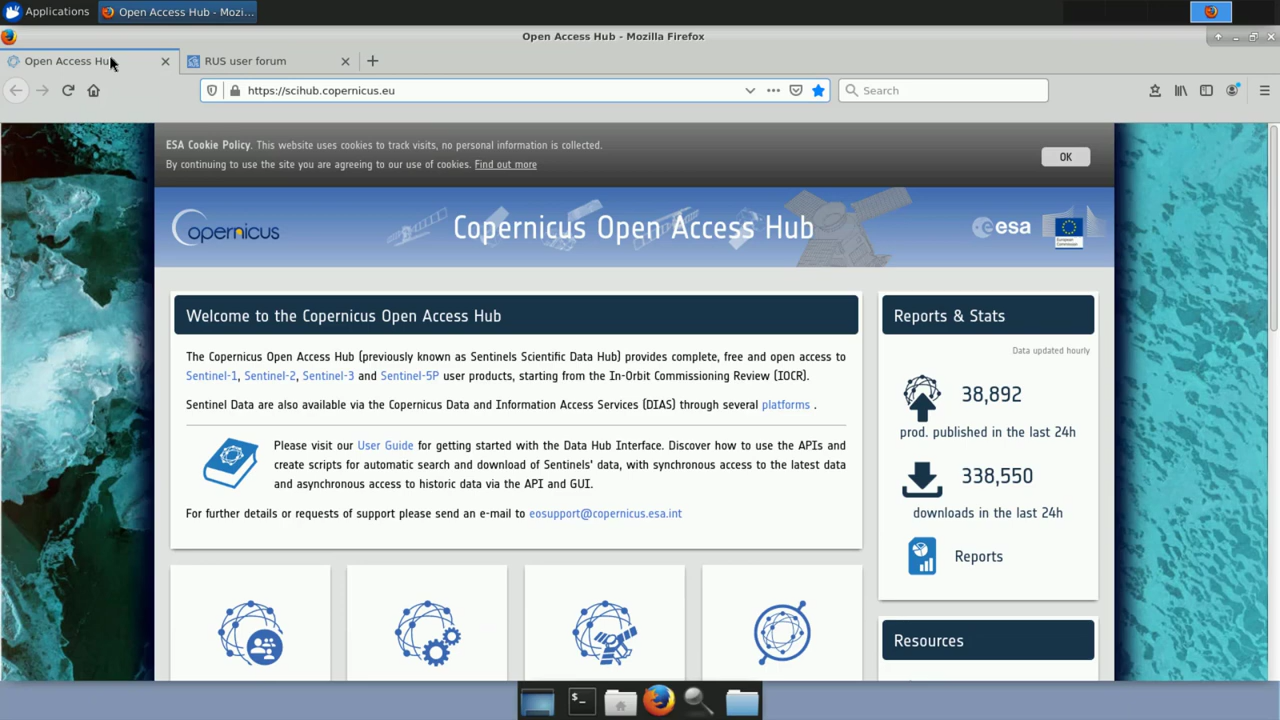 Applications
Open Access Hub - Mozi...
Open Access Hub - Mozilla Firefox
Open Access Hu
RUS user forum
https://scihub.copernicus.eu
Search
ESA Cookie Policy. This website uses cookies to track visits, no personal information is collected.
By continuing to use the site you are agreeing to our use of cookies. Find out more
OK
opernicus
Copernicus Open Access Hub
esa
European
Commission
Welcome to the Copernicus Open Access Hub
The Copernicus Open Access Hub (previously known as Sentinels Scientific Data Hub) provides complete, free and open access to
Sentinel-1, Sentinel-2, Sentinel-3 and Sentinel-5P user products, starting from the In-Orbit Commissioning Review (IOCR).
Sentinel Data are also available via the Copernicus Data and Information Access Services (DIAS) through several platforms .
Please visit our User Guide for getting started with the Data Hub Interface. Discover how to use the APIs and
create scripts for automatic search and download of Sentinels' data, with synchronous access to the latest data
and asynchronous access to historic data via the API and GUI.
For further details or requests of support please send an e-mail to eosupport@copernicus.esa.int
Reports & Stats
Data updated hourly
38,892
prod. published in the last 24h
338,550
downloads in the last 24h
Reports
Resources